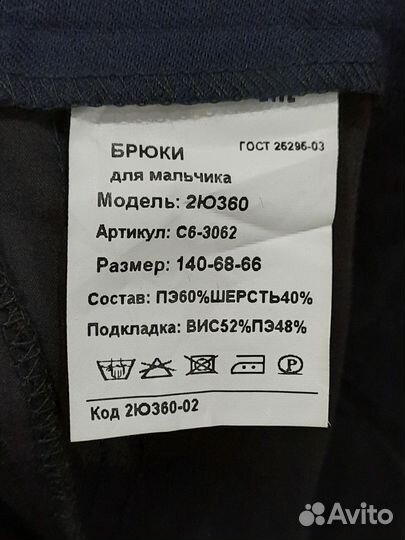 БРЮКИ ГОСТ 25296-03
для мальчика
Модель: 2Ю360
Артикул: С6-3062
Размер: 140-68-66
Состав: ПЭ60%ШЕРСТЬ40%
Подкладка: ВИС52%ПЭ48%
P
Код 2Ю360-02
Avito